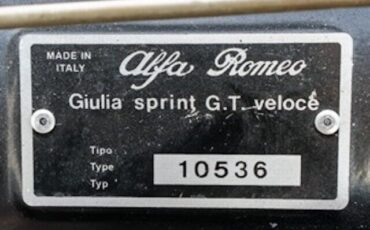 MADE IN
ITALY
Alfa Romeo
Giulia sprint G.T. veloce
Tipo
Type
Typ
10536